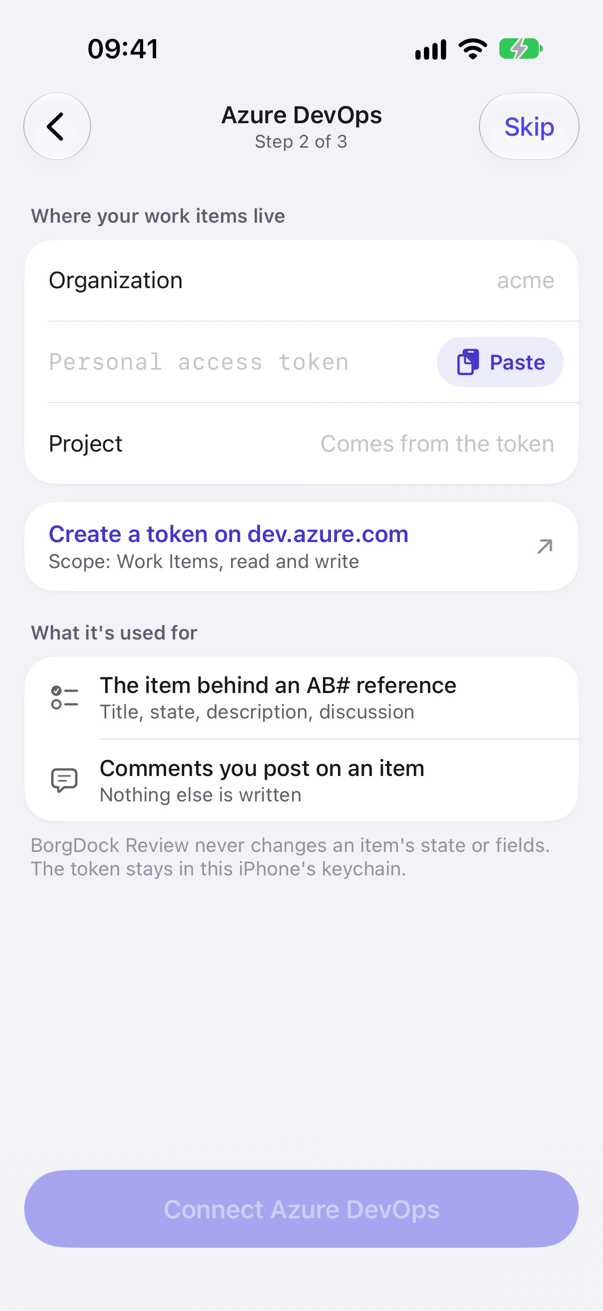 09:41
Azure DevOps
Step 2 of 3
Skip
Where your work items live
Organization
acme
Personal access token
Paste
Project
Comes from the token
Create a token on dev.azure.com
Scope: Work Items, read and write
What it's used for
The item behind an AB# reference
Title, state, description, discussion
Comments you post on an item
Nothing else is written
BorgDock Review never changes an item's state or fields.
The token stays in this iPhone's keychain.
Connect Azure DevOps